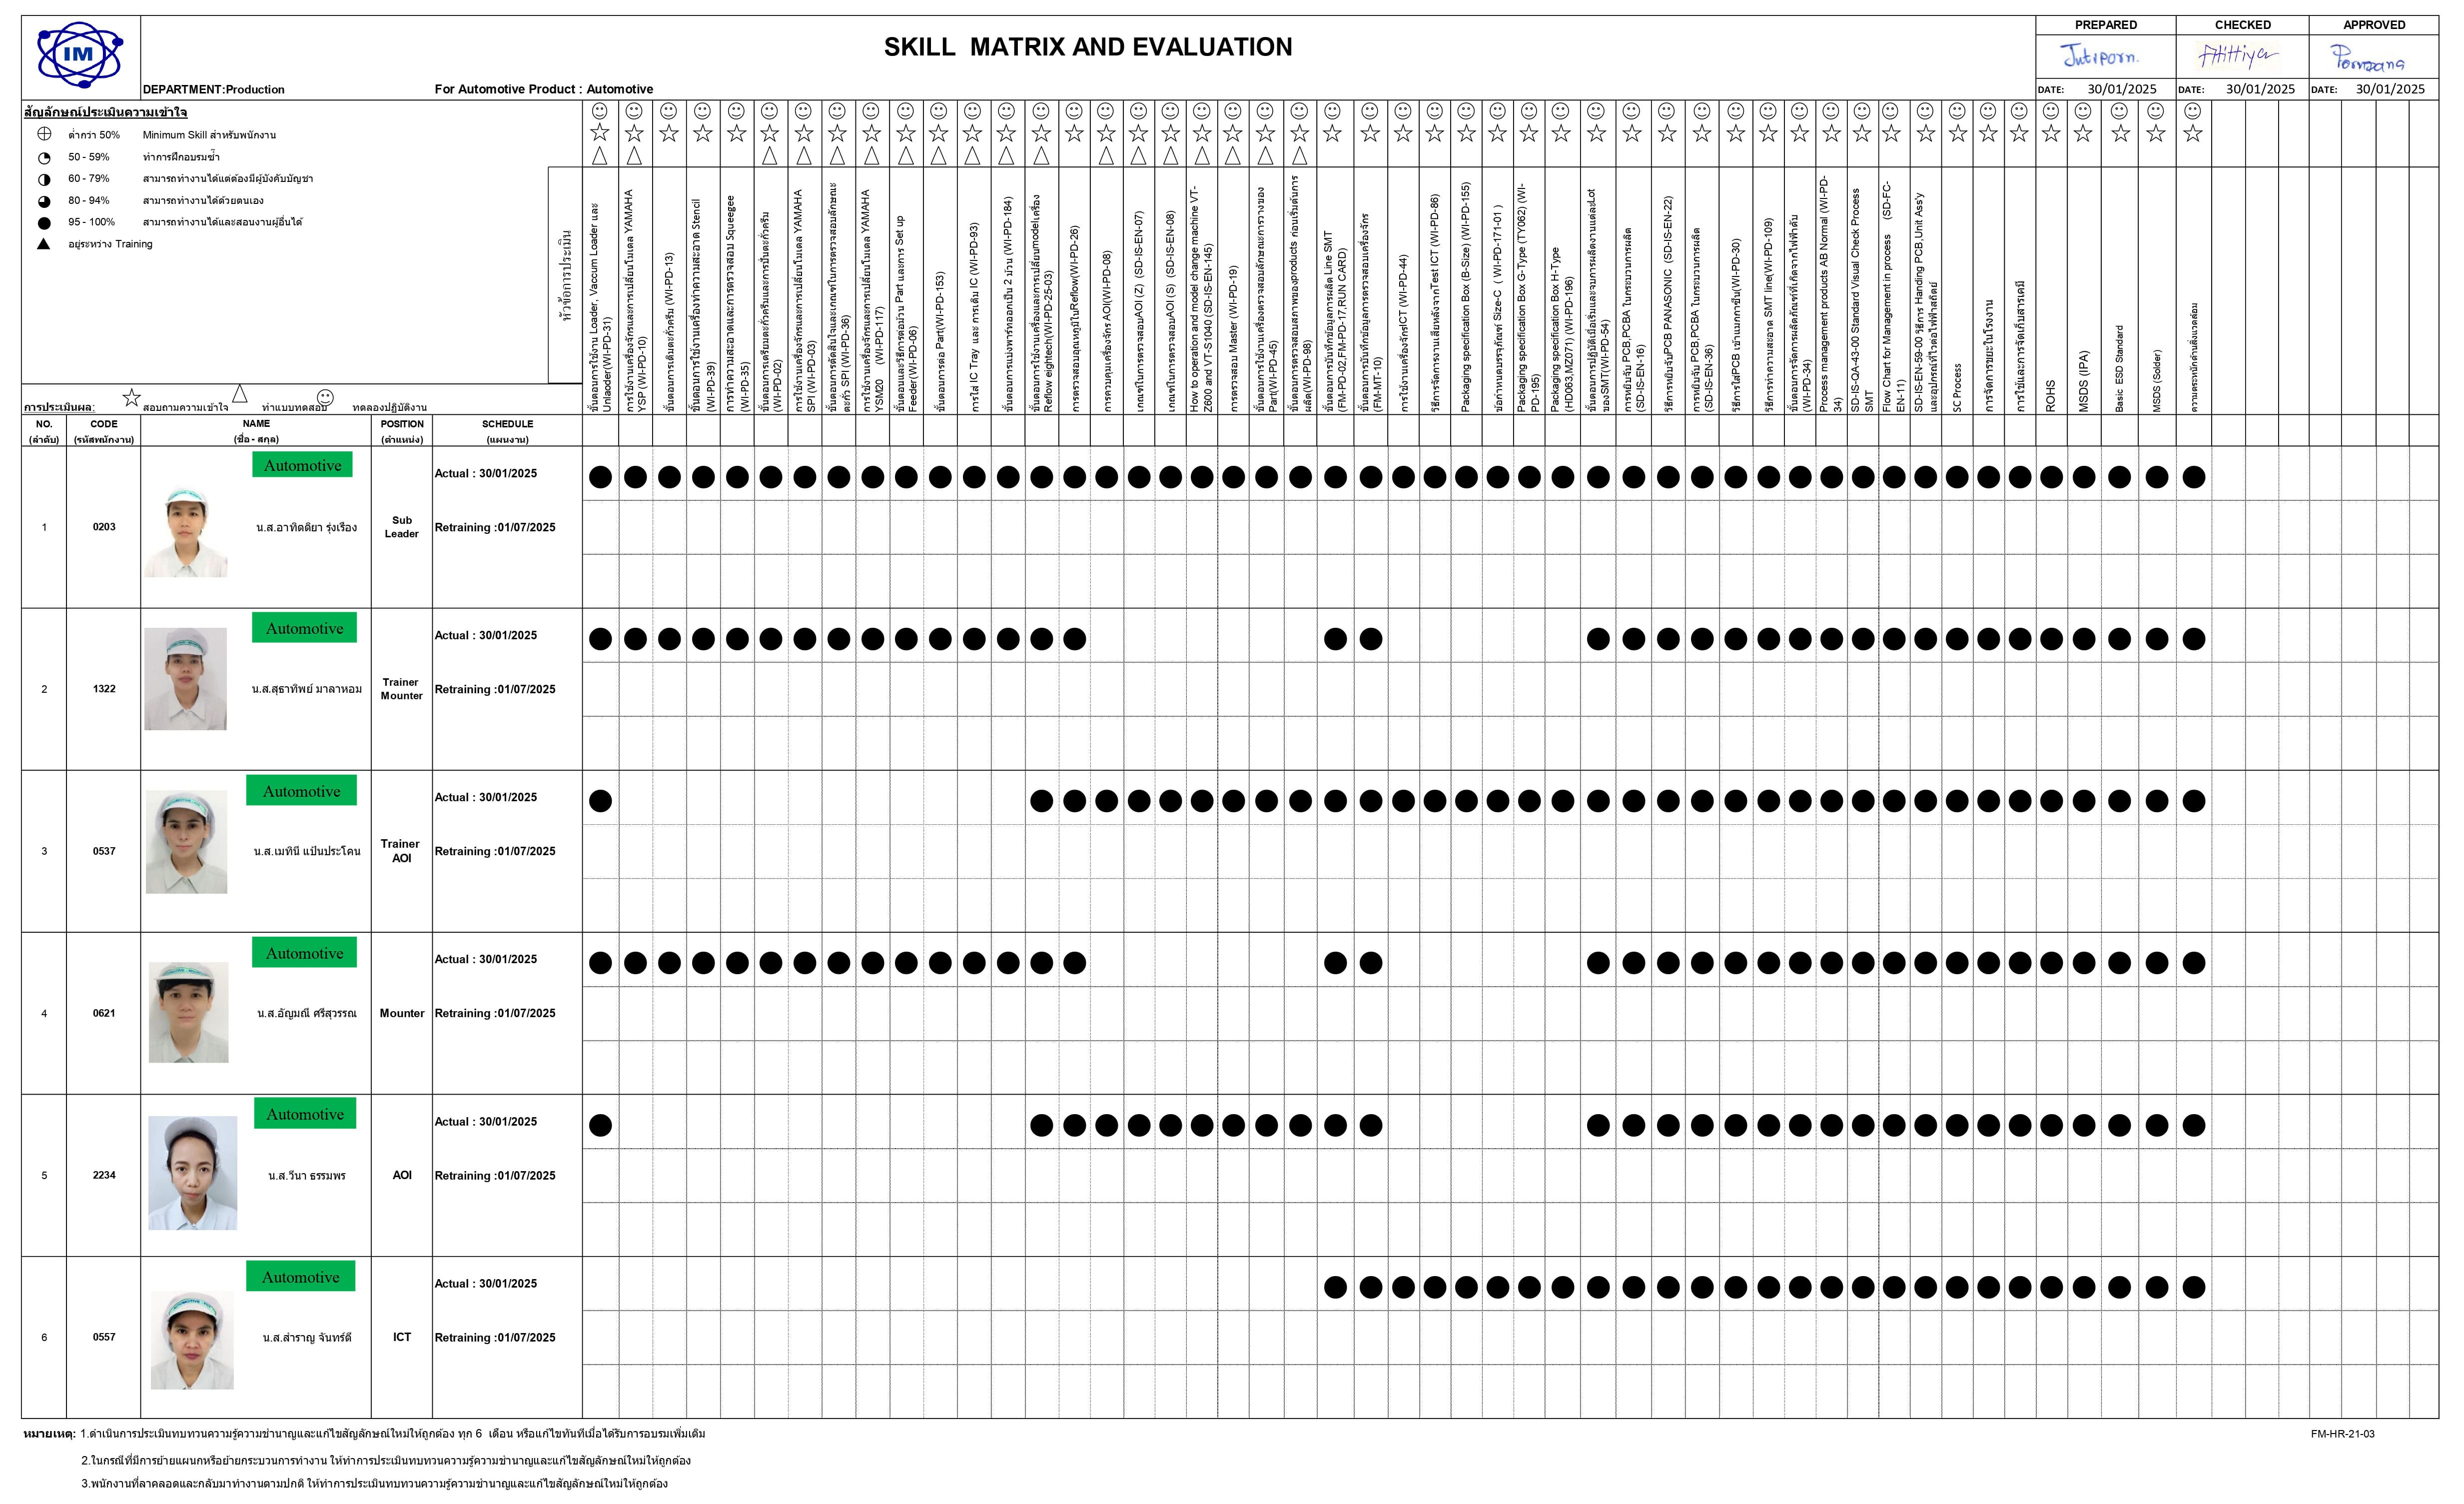 IM
SKILL MATRIX AND EVALUATION
DEPARTMENT:Production
For Automotive Product : Automotive
PREPARED
CHECKED
APPROVED
Jutiporn.
Atittiya
DATE: 30/01/2025
DATE: 30/01/2025
DATE: 30/01/2025
สัญลักษณ์ประเมินความเข้าใจ
ต่ำกว่า 50% Minimum Skill สำหรับพนักงาน
50 - 59% ทำการฝึกอบรมซ้ำ
60 - 79% สามารถทำงานได้แต่ต้องมีผู้บังคับบัญชา
80 - 94% สามารถทำงานได้ด้วยตนเอง
95 - 100% สามารถทำงานได้และสอนงานผู้อื่นได้
อยู่ระหว่าง Training
การประเมินผล: สอบถามความเข้าใจ ทำแบบทดสอบ ทดลองปฏิบัติงาน
หัวข้อการประเมิน
ขั้นตอนการใช้งาน Loader, Vaccum Loader และ
Unlaoder(WI-PD-31)
การใช้งานเครื่องจักรและการเปลี่ยนโมเดล YAMAHA
YSP (WI-PD-10)
ขั้นตอนการเติมตะกั่วครีม (WI-PD-13)
ขั้นตอนการใช้งานเครื่องทำความสะอาด Stencil
(WI-PD-39)
การทำความสะอาดและการตรวจสอบ Squeegee
(WI-PD-35)
ขั้นตอนการเตรียมตะกั่วครีมและการปั่นตะกั่วครีม
(WI-PD-02)
การใช้งานเครื่องจักรและการเปลี่ยนโมเดล YAMAHA
SPI (WI-PD-03)
ขั้นตอนการตัดสินใจและเกณฑ์ในการตรวจสอบลักษณะ
ตะกั่ว SPI (WI-PD-36)
การใช้งานเครื่องจักรและการเปลี่ยนโมเดล YAMAHA
YSM20 (WI-PD-117)
ขั้นตอนและวิธีการต่อม้วน Part และการ Set up
Feeder(WI-PD-06)
ขั้นตอนการต่อ Part(WI-PD-153)
การใส่ IC Tray และ การเติม IC (WI-PD-93)
ขั้นตอนการแบ่งพาร์ทออกเป็น 2 ม้วน (WI-PD-184)
ขั้นตอนการใช้งานเครื่องและการเปลี่ยนmodelเครื่อง
Reflow eightech(WI-PD-25-03)
การตรวจสอบอุณหภูมิในReflow(WI-PD-26)
การควบคุมเครื่องจักร AOI(WI-PD-08)
เกณฑ์ในการตรวจสอบAOI (Z) (SD-IS-EN-07)
เกณฑ์ในการตรวจสอบAOI (S) (SD-IS-EN-08)
How to operation and model change machine VT-
Z600 and VT-S1040 (SD-IS-EN-145)
การตรวจสอบ Master (WI-PD-19)
ขั้นตอนการใช้งานเครื่องตรวจสอบลักษณะการวางของ
Part(WI-PD-45)
ขั้นตอนการตรวจสอบสภาพของproducts ก่อนเริ่มต้นการ
ผลิต(WI-PD-98)
ขั้นตอนการบันทึกข้อมูลการผลิต Line SMT
(FM-PD-02,FM-PD-17,RUN CARD)
ขั้นตอนการบันทึกข้อมูลการตรวจสอบเครื่องจักร
(FM-MT-10)
การใช้งานเครื่องจักรICT (WI-PD-44)
วิธีการจัดการงานเสียหลังจากTest ICT (WI-PD-86)
Packaging specification Box (B-Size) (WI-PD-155)
ข้อกำหนดบรรจุภัณฑ์ Size-C ( WI-PD-171-01 )
Packaging specification Box G-Type (TY062) (WI-
PD-195)
Packaging specification Box H-Type
(HD063,MZ071) (WI-PD-196)
ขั้นตอนการปฏิบัติเมื่อเริ่มและจบการผลิตงานแต่ละLot
ของSMT(WI-PD-54)
การหยิบจับ PCB,PCBA ในกระบวนการผลิต
(SD-IS-EN-16)
วิธีการหยิบจับPCB PANASONIC (SD-IS-EN-22)
การหยิบจับ PCB,PCBA ในกระบวนการผลิต
(SD-IS-EN-36)
วิธีการใส่PCB เข้าแมกกาซีน(WI-PD-30)
วิธีการทำความสะอาด SMT line(WI-PD-109)
ขั้นตอนการจัดการผลิตภัณฑ์ที่เกิดจากไฟฟ้าดับ
(WI-PD-34)
Process management products AB Normal (WI-PD-
34)
SD-IS-QA-43-00 Standard Visual Check Process
SMT
Flow Chart for Management in process (SD-FC-
EN-11)
SD-IS-EN-59-00 วิธีการ Handing PCB,Unit Ass'y
และอุปกรณ์ที่ไวต่อไฟฟ้าสถิตย์
SC Process
การจัดการขยะในโรงงาน
การใช้และการจัดเก็บสารเคมี
ROHS
MSDS (IPA)
Basic ESD Standard
MSDS (Solder)
ความตระหนักด้านสิ่งแวดล้อม
NO. CODE NAME POSITION SCHEDULE
(ลำดับ) (รหัสพนักงาน) (ชื่อ - สกุล) (ตำแหน่ง) (แผนงาน)
Automotive
Actual : 30/01/2025
1 0203 น.ส.อาทิตติยา รุ่งเรือง Sub Leader Retraining :01/07/2025
Automotive
Actual : 30/01/2025
2 1322 น.ส.สุธาทิพย์ มาลาหอม Trainer Mounter Retraining :01/07/2025
Automotive
Actual : 30/01/2025
3 0537 น.ส.เมทินี แป้นประโคน Trainer AOI Retraining :01/07/2025
Automotive
Actual : 30/01/2025
4 0621 น.ส.อัญมณี ศรีสุวรรณ Mounter Retraining :01/07/2025
Automotive
Actual : 30/01/2025
5 2234 น.ส.วีนา ธรรมพร AOI Retraining :01/07/2025
Automotive
Actual : 30/01/2025
6 0557 น.ส.สำราญ จันทร์ดี ICT Retraining :01/07/2025
หมายเหตุ: 1.ดำเนินการประเมินทบทวนความรู้ความชำนาญและแก้ไขสัญลักษณ์ใหม่ให้ถูกต้อง ทุก 6 เดือน หรือแก้ไขทันทีเมื่อได้รับการอบรมเพิ่มเติม
FM-HR-21-03
2.ในกรณีที่มีการย้ายแผนกหรือย้ายกระบวนการทำงาน ให้ทำการประเมินทบทวนความรู้ความชำนาญและแก้ไขสัญลักษณ์ใหม่ให้ถูกต้อง
3.พนักงานที่ลาคลอดและกลับมาทำงานตามปกติ ให้ทำการประเมินทบทวนความรู้ความชำนาญและแก้ไขสัญลักษณ์ใหม่ให้ถูกต้อง